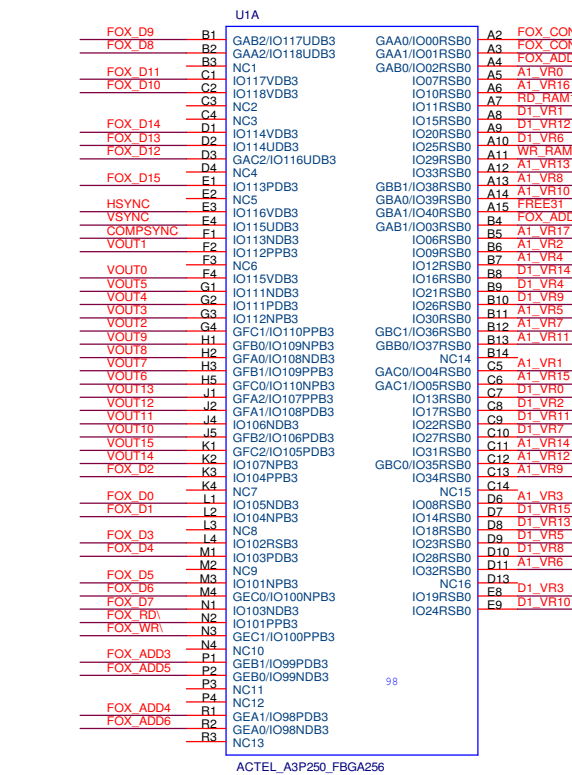 U1A
FOX_D9 B1 GAB2/IO117UDB3 GAA0/IO00RSB0 A2 FOX_CON
FOX_D8 B2 GAA2/IO118UDB3 GAA1/IO01RSB0 A3 FOX_CON
B3 NC1 GAB0/IO02RSB0 A4 FOX_ADD
FOX_D11 C1 IO117VDB3 IO07RSB0 A5 A1_VR0
FOX_D10 C2 IO118VDB3 IO10RSB0 A6 A1_VR16
C3 NC2 IO11RSB0 A7 RD_RAM1
C4 NC3 IO15RSB0 A8 D1_VR1
FOX_D14 D1 IO114VDB3 IO20RSB0 A9 D1_VR12
FOX_D13 D2 IO114UDB3 IO25RSB0 A10 D1_VR6
FOX_D12 D3 GAC2/IO116UDB3 IO29RSB0 A11 WR_RAM
D4 NC4 IO33RSB0 A12 A1_VR13
FOX_D15 E1 IO113PDB3 GBB1/IO38RSB0 A13 A1_VR8
E2 NC5 GBA0/IO39RSB0 A14 A1_VR10
HSYNC E3 IO116VDB3 GBA1/IO40RSB0 A15 FREE31
VSYNC E4 IO115UDB3 GAB1/IO03RSB0 B4 FOX_ADD
COMPSYNC F1 IO113NDB3 IO06RSB0 B5 A1_VR17
VOUT1 F2 IO112PPB3 IO09RSB0 B6 A1_VR2
F3 NC6 IO12RSB0 B7 A1_VR4
VOUT0 F4 IO115VDB3 IO16RSB0 B8 D1_VR14
VOUT5 G1 IO111NDB3 IO21RSB0 B9 D1_VR4
VOUT4 G2 IO111PDB3 IO26RSB0 B10 D1_VR9
VOUT3 G3 IO112NPB3 IO30RSB0 B11 A1_VR5
VOUT2 G4 GFC1/IO110PPB3 GBC1/IO36RSB0 B12 A1_VR7
VOUT9 H1 GFB0/IO109NPB3 GBB0/IO37RSB0 B13 A1_VR11
VOUT8 H2 GFA0/IO108NDB3 NC14 B14
VOUT7 H3 GFB1/IO109PPB3 GAC0/IO04RSB0 C5 A1_VR1
VOUT6 H5 GFC0/IO110NPB3 GAC1/IO05RSB0 C6 A1_VR15
VOUT13 J1 GFA2/IO107PPB3 IO13RSB0 C7 D1_VR0
VOUT12 J2 GFA1/IO108PDB3 IO17RSB0 C8 D1_VR2
VOUT11 J4 IO106NDB3 IO22RSB0 C9 D1_VR11
VOUT10 J5 GFB2/IO106PDB3 IO27RSB0 C10 D1_VR7
VOUT15 K1 GFC2/IO105PDB3 IO31RSB0 C11 A1_VR14
VOUT14 K2 IO107NPB3 GBC0/IO35RSB0 C12 A1_VR12
FOX_D2 K3 IO104PPB3 IO34RSB0 C13 A1_VR9
K4 NC7 NC15 C14
FOX_D0 L1 IO105NDB3 IO08RSB0 D6 A1_VR3
FOX_D1 L2 IO104NPB3 IO14RSB0 D7 D1_VR15
L3 NC8 IO18RSB0 D8 D1_VR13
FOX_D3 L4 IO102RSB3 IO23RSB0 D9 D1_VR5
FOX_D4 M1 IO103PDB3 IO28RSB0 D10 D1_VR8
M2 NC9 IO32RSB0 D11 A1_VR6
FOX_D5 M3 IO101NPB3 NC16 D13
FOX_D6 M4 GEC0/IO100NPB3 IO19RSB0 E8 D1_VR3
FOX_D7 N1 IO103NDB3 IO24RSB0 E9 D1_VR10
FOX_RD\ N2 IO101PPB3
FOX_WR\ N3 GEC1/IO100PPB3
N4 NC10
FOX_ADD3 P1 GEB1/IO99PDB3
FOX_ADD5 P2 GEB0/IO99NDB3
P3 NC11 98
P4 NC12
FOX_ADD4 R1 GEA1/IO98PDB3
FOX_ADD6 R2 GEA0/IO98NDB3
R3 NC13
ACTEL_A3P250_FBGA256